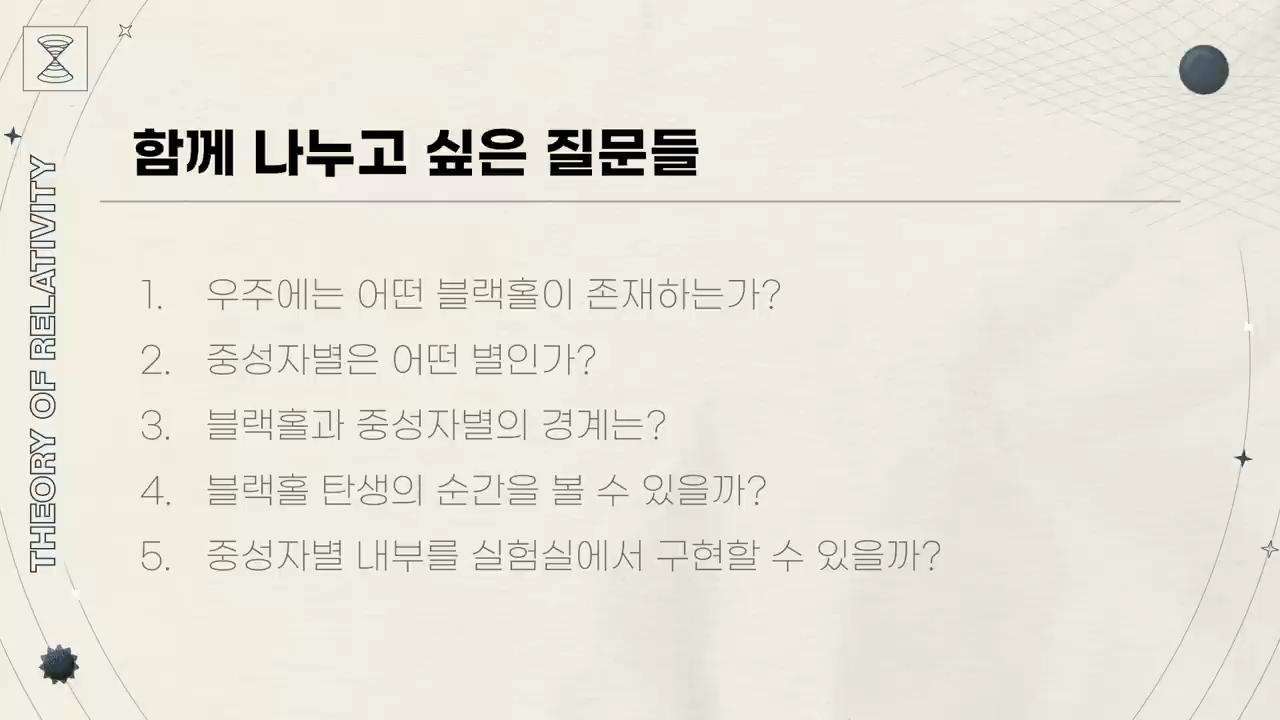 THEORY OF RELATIVITY
함께 나누고 싶은 질문들
1. 우주에는 어떤 블랙홀이 존재하는가?
2. 중성자별은 어떤 별인가?
3. 블랙홀과 중성자별의 경계는?
4. 블랙홀 탄생의 순간을 볼 수 있을까?
5. 중성자별 내부를 실험실에서 구현할 수 있을까?